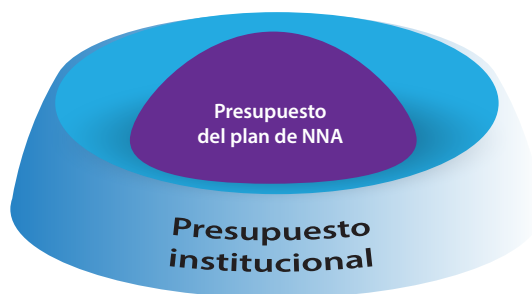 Presupuesto
del plan de NNA
Presupuesto
institucional